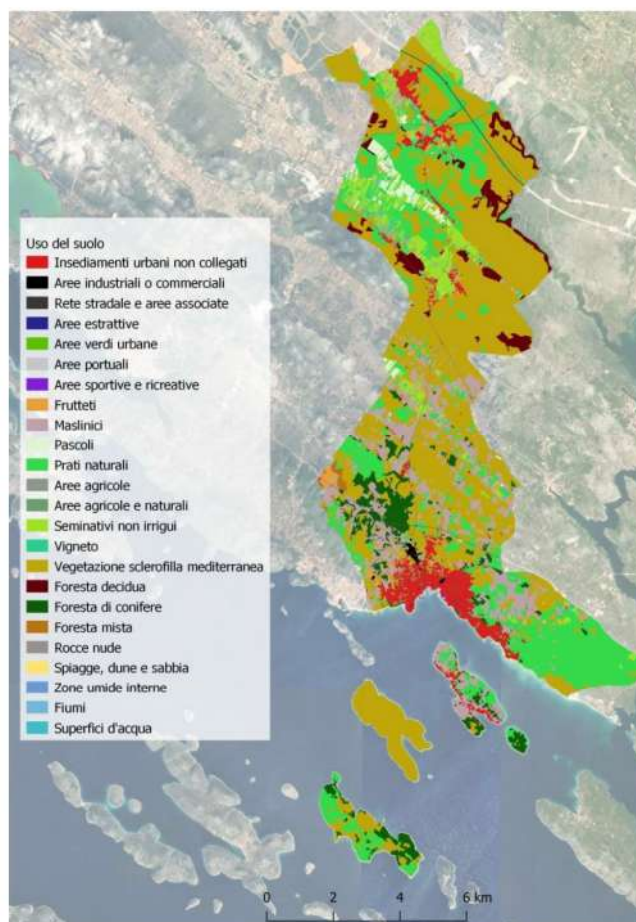 Uso del suolo
Insediamenti urbani non collegati
Aree industriali o commerciali
Rete stradale e aree associate
Aree estrattive
Aree verdi urbane
Aree portuali
Aree sportive e ricreative
Frutteti
Maslinici
Pascoli
Prati naturali
Aree agricole
Aree agricole e naturali
Seminativi non irrigui
Vigneto
Vegetazione sclerofilla mediterranea
Foresta decidua
Foresta di conifere
Foresta mista
Rocce nude
Spiagge, dune e sabbia
Zone umide interne
Fiumi
Superfici d'acqua
0 2 4 6 km